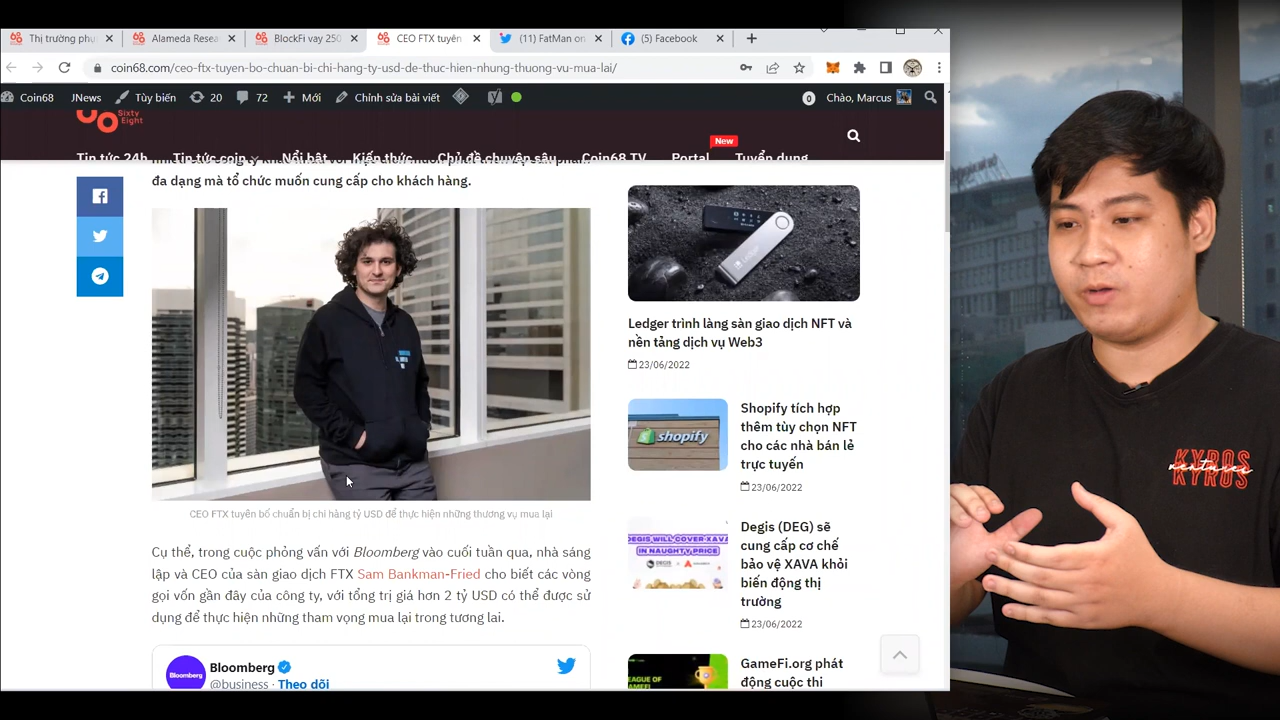 Thị trường phụ
Alameda Resea
BlockFi vay 250
CEO FTX tuyên
(11) FatMan on
(5) Facebook
coin68.com/ceo-ftx-tuyen-bo-chuan-bi-chi-hang-ty-usd-de-thuc-hien-nhung-thuong-vu-mua-lai/
Coin68
JNews
Tùy biến
20
72
Mới
Chỉnh sửa bài viết
0
Chào, Marcus
Sixty
Eight
New
Tin tức 24h
Tin tức coin
Nổi bật
Kiến thức
Chủ đề chuyên sâu
Coin68 TV
Portal
Tuyển dụng
đa dạng mà tổ chức muốn cung cấp cho khách hàng.
CEO FTX tuyên bố chuẩn bị chi hàng tỷ USD để thực hiện những thương vụ mua lại
Cụ thể, trong cuộc phỏng vấn với Bloomberg vào cuối tuần qua, nhà sáng
lập và CEO của sàn giao dịch FTX Sam Bankman-Fried cho biết các vòng
gọi vốn gần đây của công ty, với tổng trị giá hơn 2 tỷ USD có thể được sử
dụng để thực hiện những tham vọng mua lại trong tương lai.
Bloomberg
Bloomberg
@business · Theo dõi
Ledger trình làng sàn giao dịch NFT và
nền tảng dịch vụ Web3
23/06/2022
shopify
Shopify tích hợp
thêm tùy chọn NFT
cho các nhà bán lẻ
trực tuyến
23/06/2022
DEGIS WILL COVER XAVA
IN NAUGHTY PRICE
Degis (DEG) sẽ
cung cấp cơ chế
bảo vệ XAVA khỏi
biến động thị
trường
23/06/2022
GameFi.org phát
động cuộc thi
KYROS
ventures
KYROS